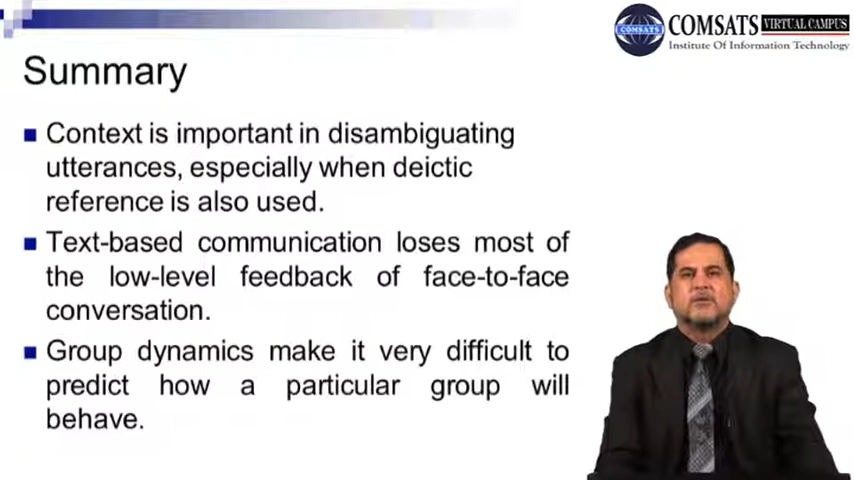 COMSATS
COMSATS VIRTUAL CAMPUS
Institute Of Information Technology
Summary
Context is important in disambiguating
utterances, especially when deictic
reference is also used.
Text-based communication loses most of
the low-level feedback of face-to-face
conversation.
Group dynamics make it very difficult to
predict how a particular group will
behave.